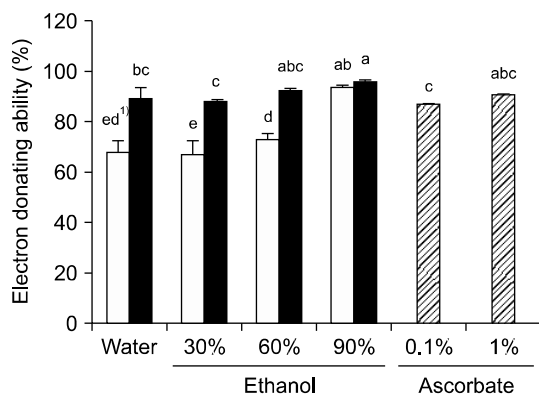 120
100
80
60
40
20
0
Electron donating ability (%)
ed1)
bc
e
c
d
abc
ab
a
c
abc
Water
30%
60%
90%
0.1%
1%
Ethanol
Ascorbate